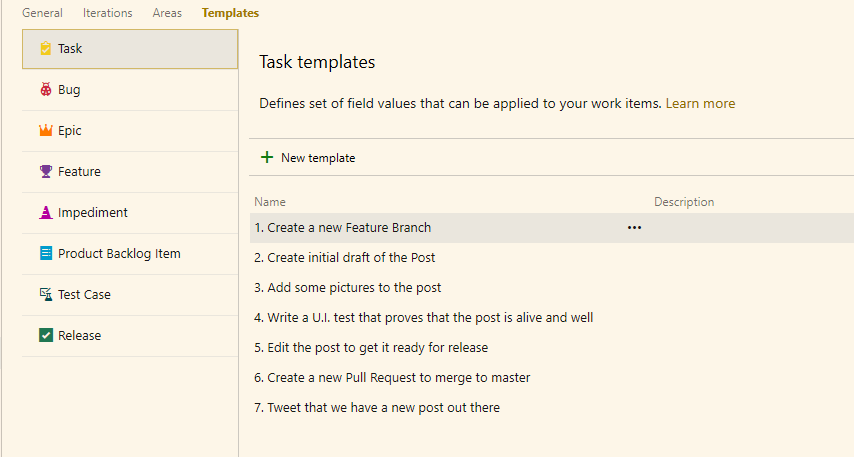 General Iterations Areas Templates
Task
Bug
Epic
Feature
Impediment
Product Backlog Item
Test Case
Release
Task templates
Defines set of field values that can be applied to your work items. Learn more
+ New template
Name Description
1. Create a new Feature Branch ...
2. Create initial draft of the Post
3. Add some pictures to the post
4. Write a U.I. test that proves that the post is alive and well
5. Edit the post to get it ready for release
6. Create a new Pull Request to merge to master
7. Tweet that we have a new post out there